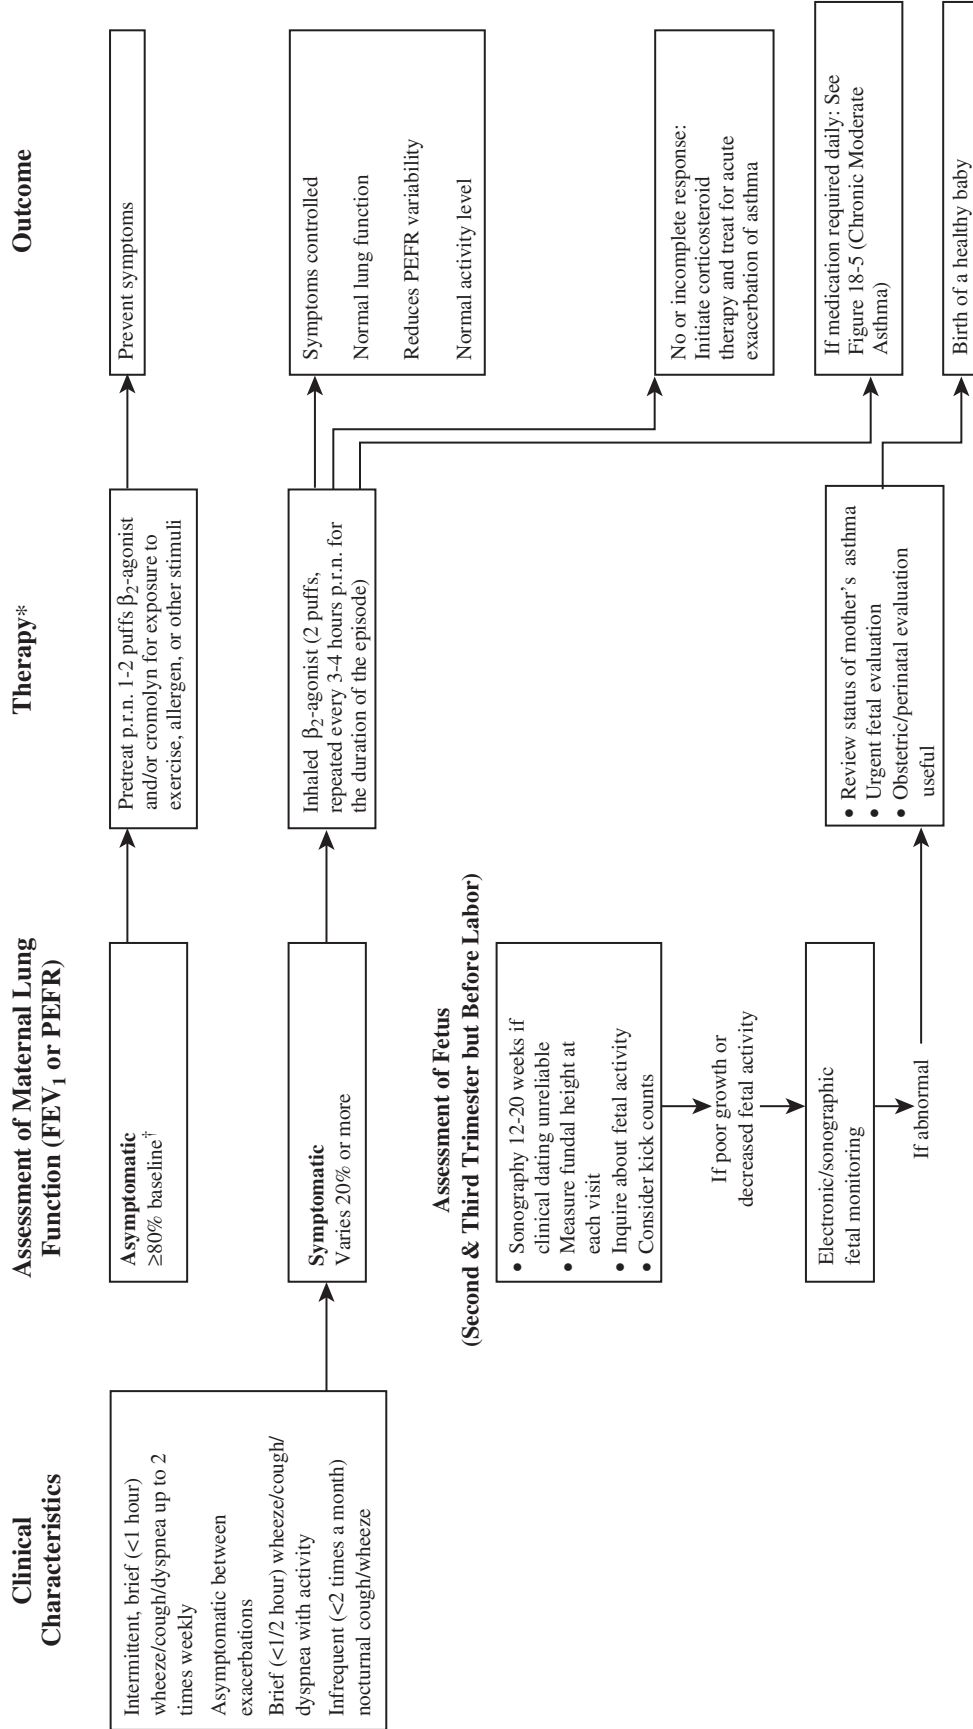 Clinical
Characteristics
Assessment of Maternal Lung
Function (FEV₁ or PEFR)
Therapy*
Outcome
Intermittent, brief (<1 hour)
wheeze/cough/dyspnea up to 2
times weekly
Asymptomatic between
exacerbations
Brief (<1/2 hour) wheeze/cough/
dyspnea with activity
Infrequent (<2 times a month)
nocturnal cough/wheeze
Asymptomatic
≥80% baseline†
Pretreat p.r.n. 1-2 puffs β₂-agonist
and/or cromolyn for exposure to
exercise, allergen, or other stimuli
Prevent symptoms
Symptomatic
Varies 20% or more
Inhaled β₂-agonist (2 puffs,
repeated every 3-4 hours p.r.n. for
the duration of the episode)
Symptoms controlled
Normal lung function
Reduces PEFR variability
Normal activity level
No or incomplete response:
Initiate corticosteroid
therapy and treat for acute
exacerbation of asthma
If medication required daily: See
Figure 18-5 (Chronic Moderate
Asthma)
Assessment of Fetus
(Second & Third Trimester but Before Labor)
• Sonography 12-20 weeks if
clinical dating unreliable
• Measure fundal height at
each visit
• Inquire about fetal activity
• Consider kick counts
If poor growth or
decreased fetal activity
Electronic/sonographic
fetal monitoring
If abnormal
• Review status of mother's asthma
• Urgent fetal evaluation
• Obstetric/perinatal evaluation
useful
Birth of a healthy baby